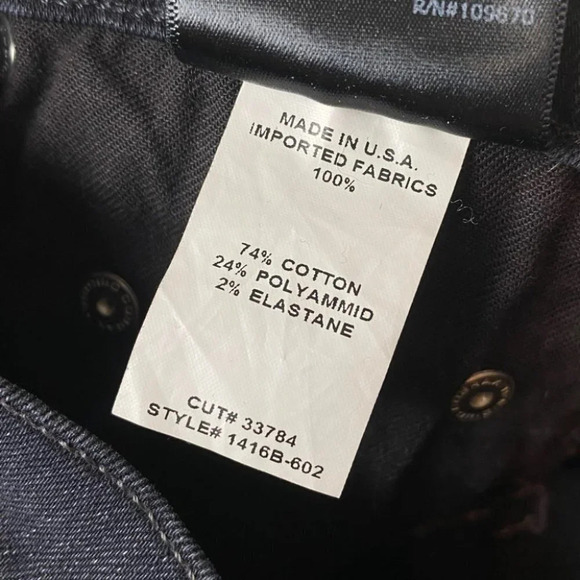 R/N#109670
MADE IN U.S.A.
IMPORTED FABRICS
100%
74% COTTON
24% POLYAMMID
2% ELASTANE
CUT# 33784
STYLE# 1416B-602